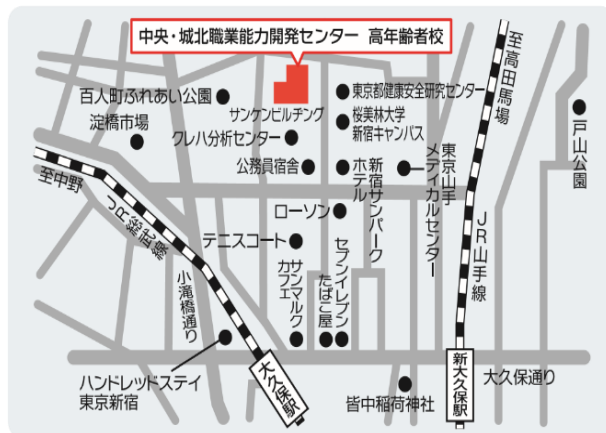 中央・城北職業能力開発センター 高年齢者校
至高田馬場
百人町ふれあい公園
淀橋市場
サンケンビルヂング
クレハ分析センター
公務員宿舎
東京都健康安全研究センター
桜美林大学
新宿キャンパス
戸山公園
至中野
JR総武線
新宿サンパーク
ホテル
東京山手
メディカルセンター
JR山手線
ローソン
テニスコート
小滝橋通り
サンマルク
カフェ
セブンイレブン
たばこ屋
ハンドレッドステイ
東京新宿
大久保駅
皆中稲荷神社
新大久保駅
大久保通り